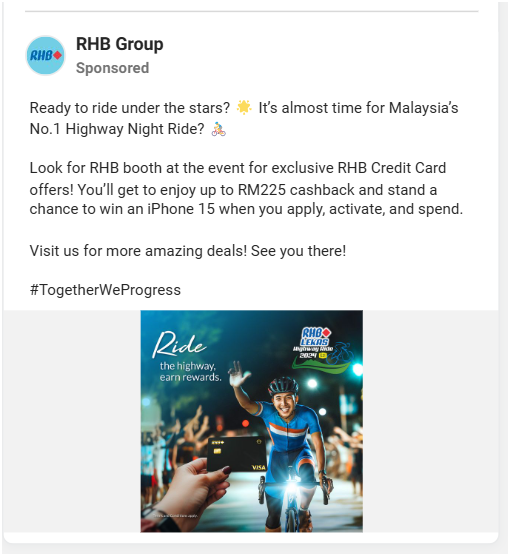 RHB Group
Sponsored
Ready to ride under the stars? 🌟 It’s almost time for Malaysia’s
No.1 Highway Night Ride? 🚴
Look for RHB booth at the event for exclusive RHB Credit Card
offers! You’ll get to enjoy up to RM225 cashback and stand a
chance to win an iPhone 15 when you apply, activate, and spend.
Visit us for more amazing deals! See you there!
#TogetherWeProgress
Ride
the highway,
earn rewards.
RHB
LEKAS
Highway Ride
2024
RHB
VISA